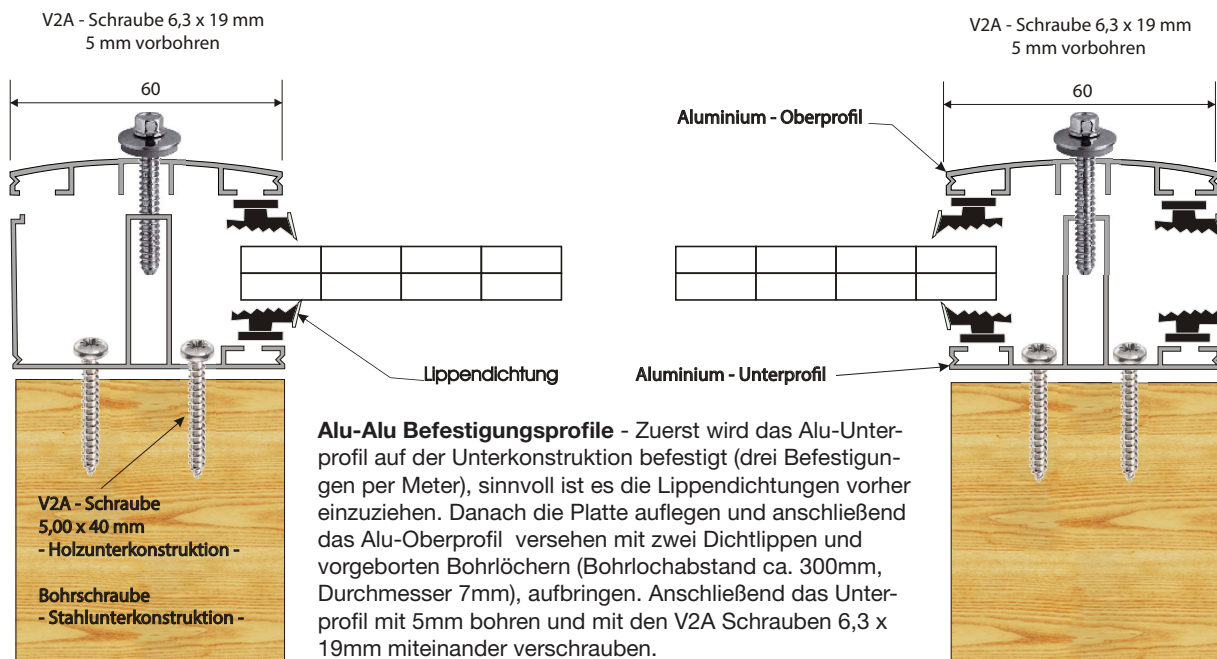 V2A - Schraube 6,3 x 19 mm
5 mm vorbohren
60
V2A - Schraube 6,3 x 19 mm
5 mm vorbohren
60
Aluminium - Oberprofil
Lippendichtung
Aluminium - Unterprofil
V2A - Schraube
5,00 x 40 mm
- Holzunterkonstruktion -
Bohrschraube
- Stahlunterkonstruktion -
Alu-Alu Befestigungsprofile - Zuerst wird das Alu-Unter-
profil auf der Unterkonstruktion befestigt (drei Befestigun-
gen per Meter), sinnvoll ist es die Lippendichtungen vorher
einzuziehen. Danach die Platte auflegen und anschließend
das Alu-Oberprofil versehen mit zwei Dichtlippen und
vorgeborten Bohrlöchern (Bohrlochabstand ca. 300mm,
Durchmesser 7mm), aufbringen. Anschließend das Unter-
profil mit 5mm bohren und mit den V2A Schrauben 6,3 x
19mm miteinander verschrauben.